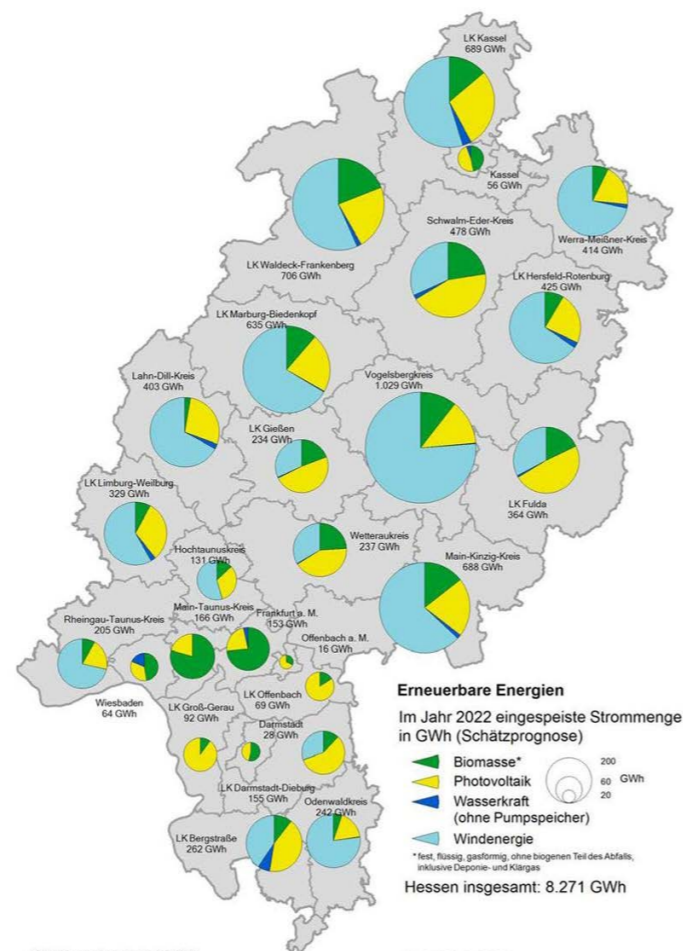 LK Kassel
689 GWh
Kassel
56 GWh
Werra-Meißner-Kreis
414 GWh
Schwalm-Eder-Kreis
478 GWh
LK Waldeck-Frankenberg
706 GWh
LK Hersfeld-Rotenburg
425 GWh
LK Marburg-Biedenkopf
635 GWh
Lahn-Dill-Kreis
403 GWh
Vogelsbergkreis
1.029 GWh
LK Gießen
234 GWh
LK Limburg-Weilburg
329 GWh
LK Fulda
364 GWh
Wetteraukreis
237 GWh
Hochtaunuskreis
131 GWh
Main-Kinzig-Kreis
688 GWh
Main-Taunus-Kreis
166 GWh
Frankfurt a. M.
153 GWh
Rheingau-Taunus-Kreis
205 GWh
Offenbach a. M.
16 GWh
Wiesbaden
64 GWh
LK Offenbach
69 GWh
LK Groß-Gerau
92 GWh
Darmstadt
28 GWh
LK Darmstadt-Dieburg
155 GWh
Odenwaldkreis
242 GWh
LK Bergstraße
262 GWh
Erneuerbare Energien
Im Jahr 2022 eingespeiste Strommenge
in GWh (Schätzprognose)
Biomasse*
Photovoltaik
Wasserkraft
(ohne Pumpspeicher)
Windenergie
200
60
20
GWh
* fest, flüssig, gasförmig, ohne biogenen Teil des Abfalls,
inklusive Deponie- und Klärgas
Hessen insgesamt: 8.271 GWh